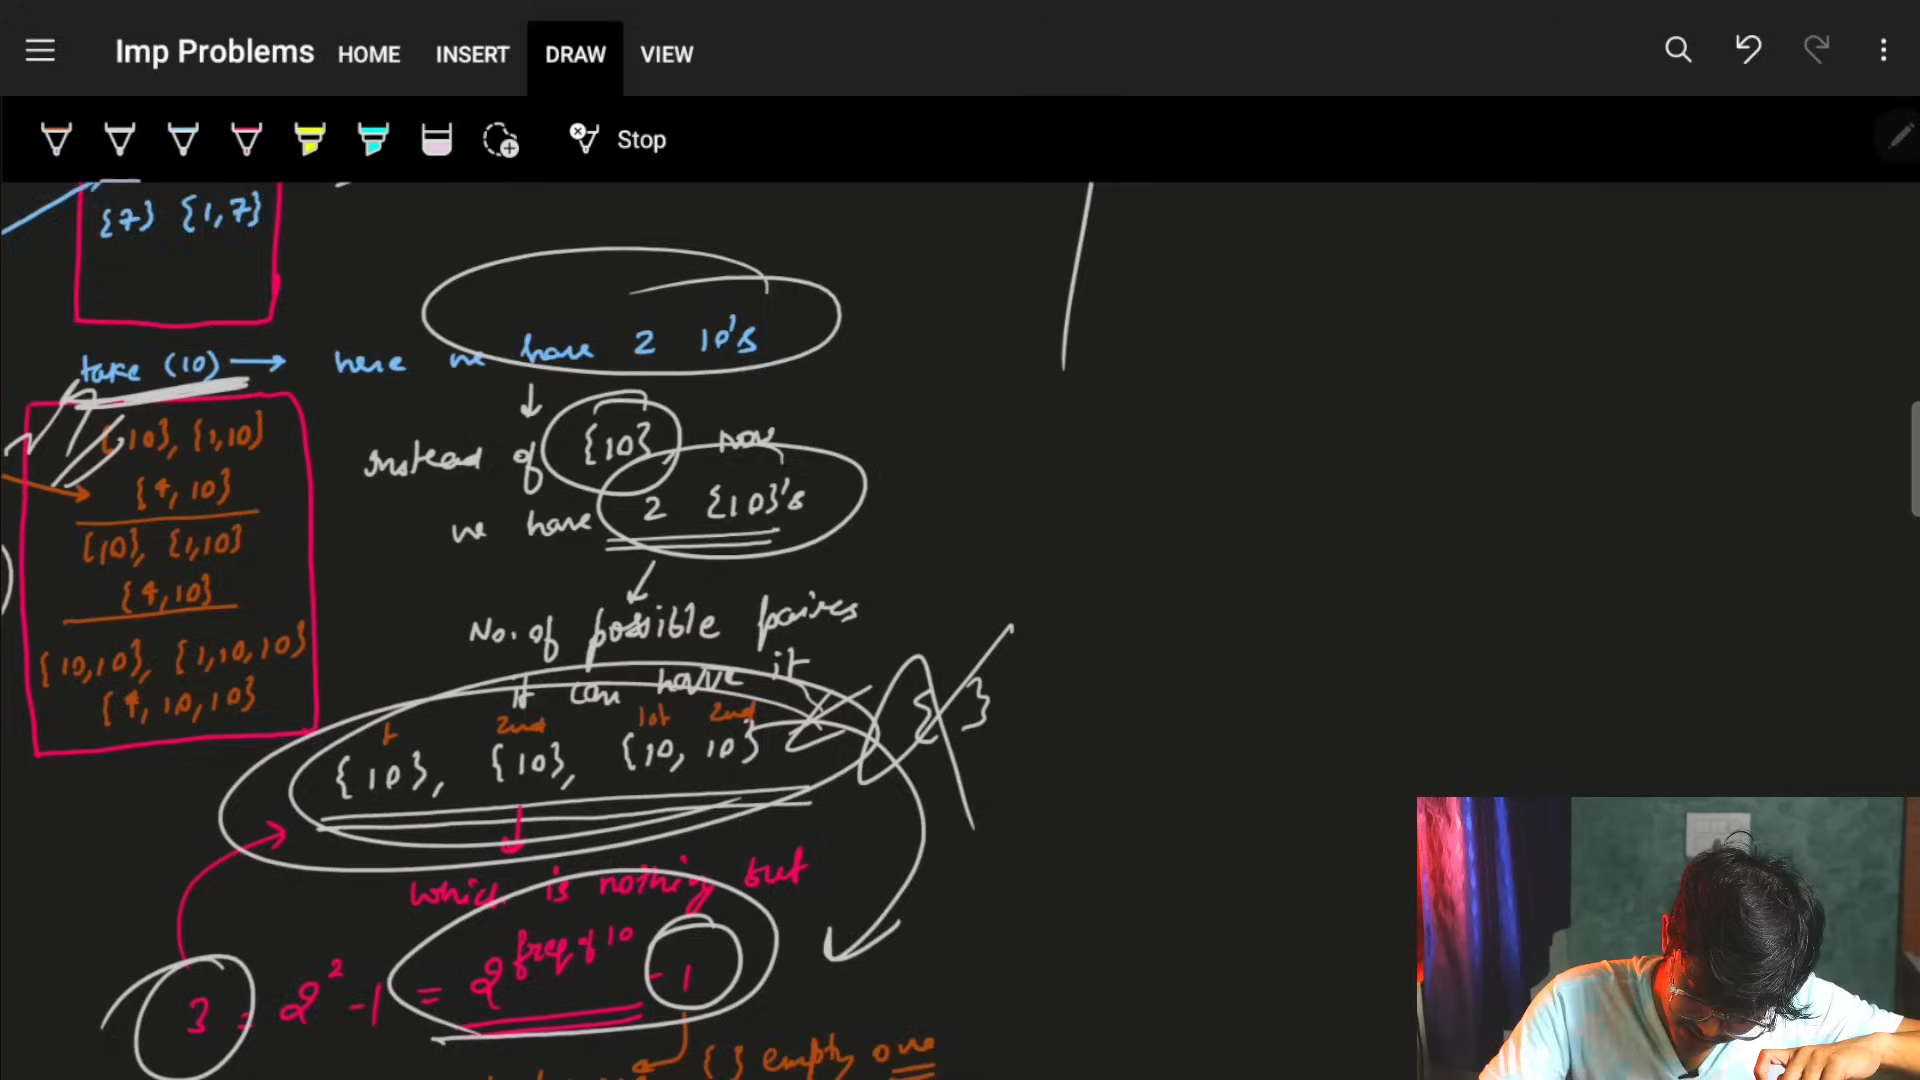 Imp Problems HOME INSERT DRAW VIEW
Stop
{7} {1,7}
take (10) → here we have 2 10's
{10}, {1,10}
{4, 10}
{10}, {1,10}
{4,10}
{10,10}, {1,10,10}
{4, 10, 10}
instead of {10} now
we have 2 {10}'s
No. of possible paires
it can have it
2nd 1st 2nd
{10}, {10}, {10, 10} { }
which is nothing but
3 = 2² - 1 = 2^freq of 10 - 1
{ } empty one